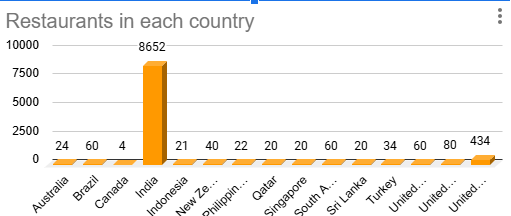 Restaurants in each country
10000
7500
5000
2500
0
24 60 4 8652 21 40 22 20 20 60 20 34 60 80 434
Australia
Brazil
Canada
India
Indonesia
New Ze...
Philippin...
Qatar
Singapore
South A...
Sri Lanka
Turkey
United...
United...
United...